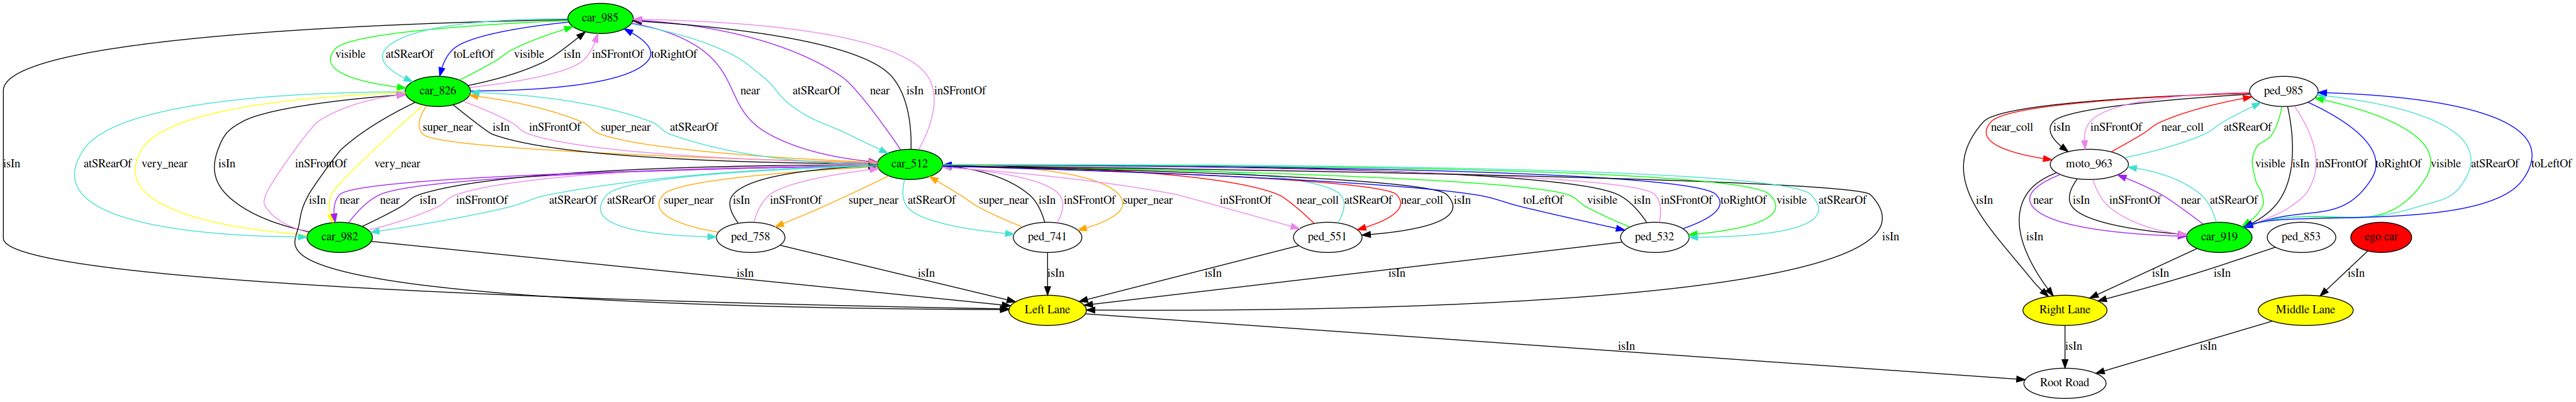 car_985
visible atSRearOf toLeftOf visible isIn inSFrontOf toRightOf
car_826 near atSRearOf near isIn inSFrontOf ped_985
super_near isIn inSFrontOf super_near atSRearOf near_coll isIn inSFrontOf near_coll atSRearOf
isIn atSRearOf very_near isIn inSFrontOf very_near car_512 moto_963 visible isIn inSFrontOf toRightOf visible atSRearOf toLeftOf
isIn near near isIn inSFrontOf atSRearOf atSRearOf super_near isIn inSFrontOf super_near atSRearOf super_near isIn inSFrontOf super_near inSFrontOf near_coll atSRearOf near_coll isIn toLeftOf visible isIn inSFrontOf toRightOf visible atSRearOf isIn near isIn inSFrontOf atSRearOf
car_982 ped_758 ped_741 ped_551 ped_532 isIn isIn car_919 ped_853 ego car
isIn isIn isIn isIn isIn isIn isIn isIn
Left Lane Right Lane Middle Lane
isIn isIn isIn
Root Road